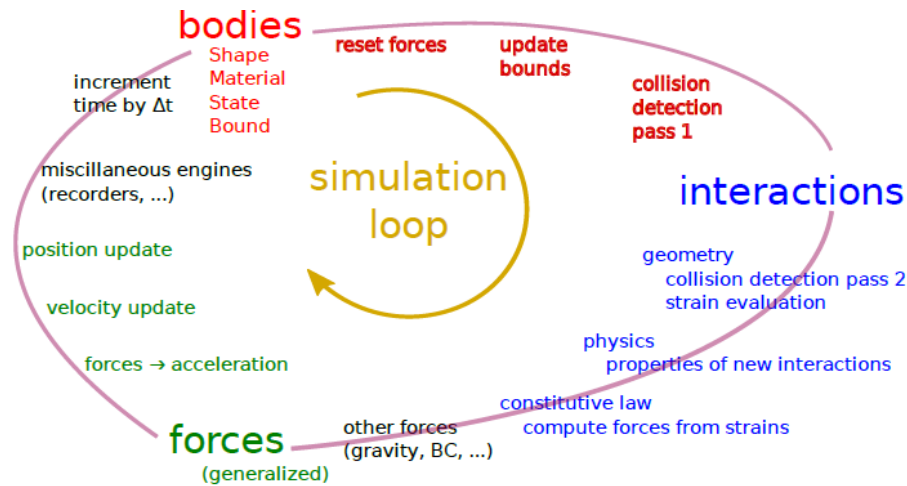 bodies
Shape
Material
State
Bound
reset forces
update
bounds
collision
detection
pass 1
interactions
geometry
collision detection pass 2
strain evaluation
physics
properties of new interactions
constitutive law
compute forces from strains
other forces
(gravity, BC, ...)
forces
(generalized)
forces → acceleration
velocity update
position update
miscillaneous engines
(recorders, ...)
increment
time by Δt
simulation
loop